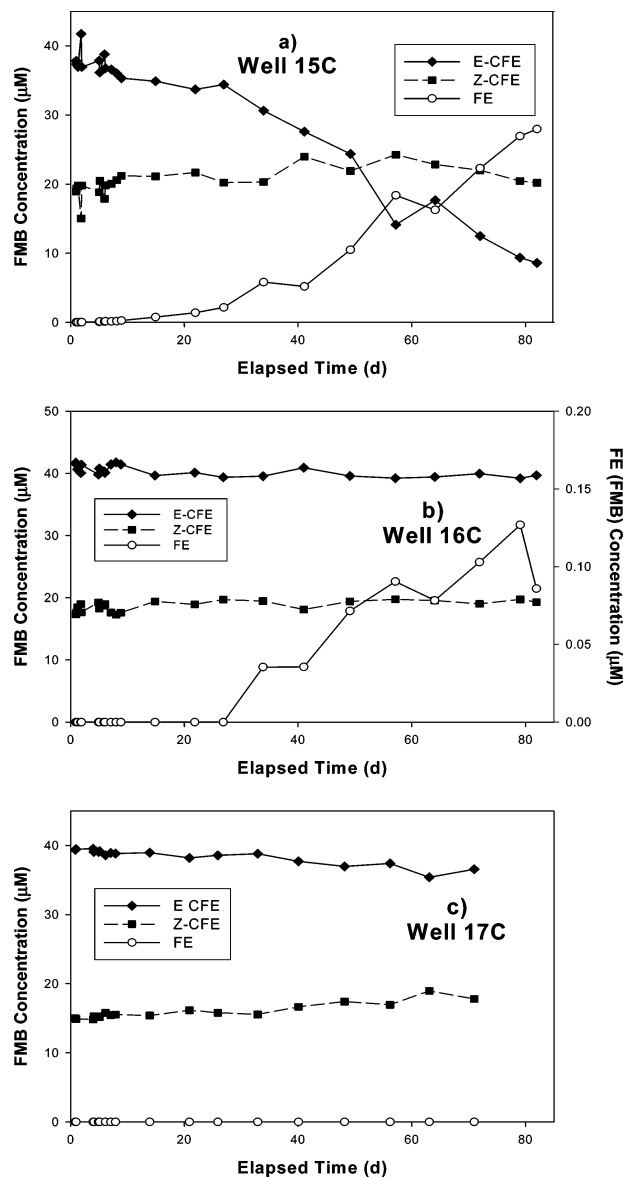 a)
Well 15C
E-CFE
Z-CFE
FE
FMB Concentration (µM)
40
30
20
10
0
0 20 40 60 80
Elapsed Time (d)
b)
Well 16C
E-CFE
Z-CFE
FE
FMB Concentration (µM)
50
40
30
20
10
0
FE (FMB) Concentration (µM)
0.20
0.15
0.10
0.05
0.00
0 20 40 60 80
Elapsed Time (d)
c)
Well 17C
E CFE
Z-CFE
FE
FMB Concentration (µM)
40
30
20
10
0
0 20 40 60 80
Elapsed Time (d)